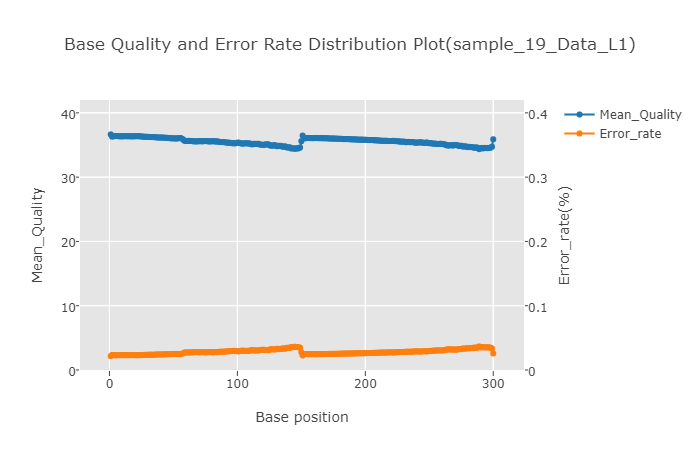 Base Quality and Error Rate Distribution Plot(sample_19_Data_L1)
40
30
20
10
0
0.4
0.3
0.2
0.1
0
0
100
200
300
Mean_Quality
Error_rate(%)
Base position
Mean_Quality
Error_rate